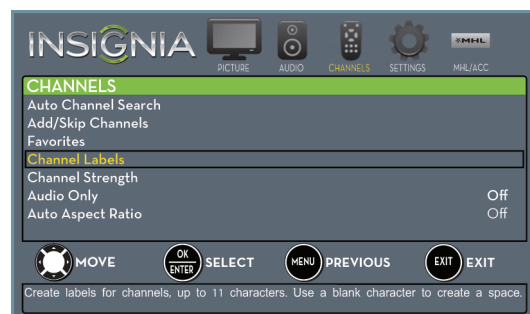 INSIGNIA
PICTURE AUDIO CHANNELS SETTINGS MHL MHL/ACC
CHANNELS
Auto Channel Search
Add/Skip Channels
Favorites
Channel Labels
Channel Strength
Audio Only Off
Auto Aspect Ratio Off
MOVE OK ENTER SELECT MENU PREVIOUS EXIT EXIT
Create labels for channels, up to 11 characters. Use a blank character to create a space.